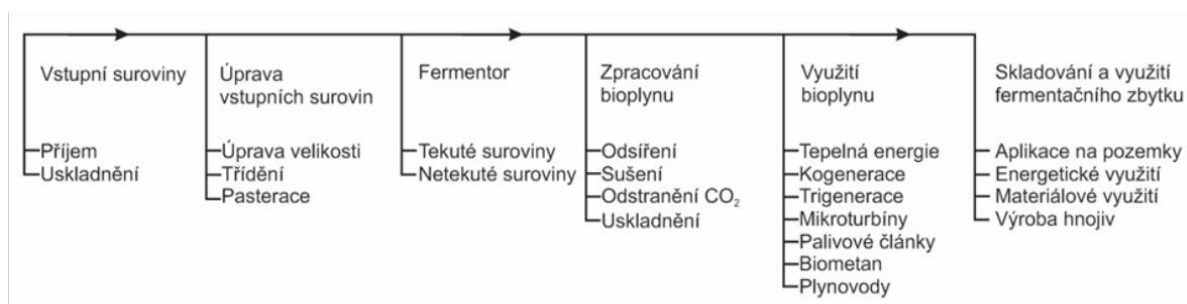 Vstupní suroviny
Příjem
Uskladnění
Úprava
vstupních surovin
Úprava velikosti
Třídění
Pasterace
Fermentor
Tekuté suroviny
Netekuté suroviny
Zpracování
bioplynu
Odsíření
Sušení
Odstranění CO₂
Uskladnění
Využití
bioplynu
Tepelná energie
Kogenerace
Trigenerace
Mikroturbíny
Palivové články
Biometan
Plynovody
Skladování a využití
fermentačního zbytku
Aplikace na pozemky
Energetické využití
Materiálové využití
Výroba hnojiv